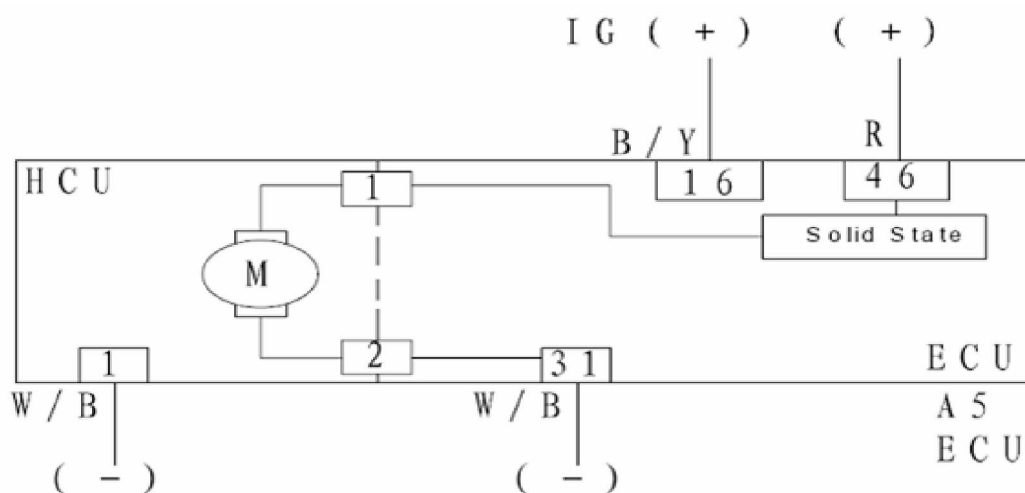 IG (+) (+)
B/Y R
HCU 1 16 46
Solid State
M
1 2 31 ECU
W/B W/B A5
ECU
(-) (-)